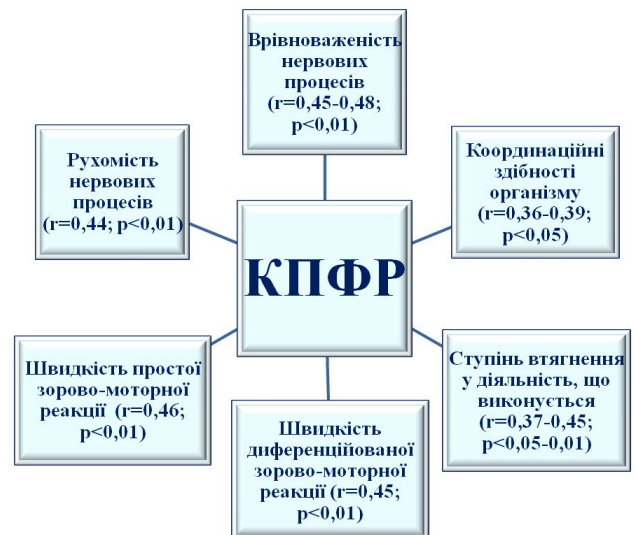 Врівноваженість
нервових
процесів
(r=0,45-0,48;
p<0,01)
Рухомість
нервових
процесів
(r=0,44; p<0,01)
Координаційні
здібності
організму
(r=0,36-0,39;
p<0,05)
КПФР
Швидкість простої
зорово-моторної
реакції (r=0,46;
p<0,01)
Швидкість
диференційованої
зорово-моторної
реакції (r=0,45;
p<0,01)
Ступінь втягнення
у діяльність, що
виконується
(r=0,37-0,45;
p<0,05-0,01)